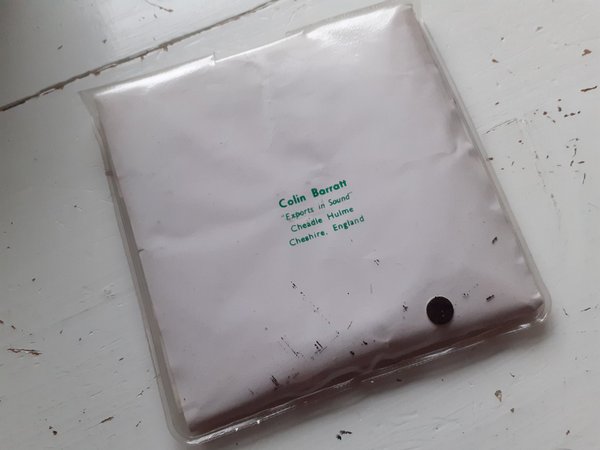 Colin Barratt
"Exports in Sound"
Cheadle Hulme
Cheshire. England